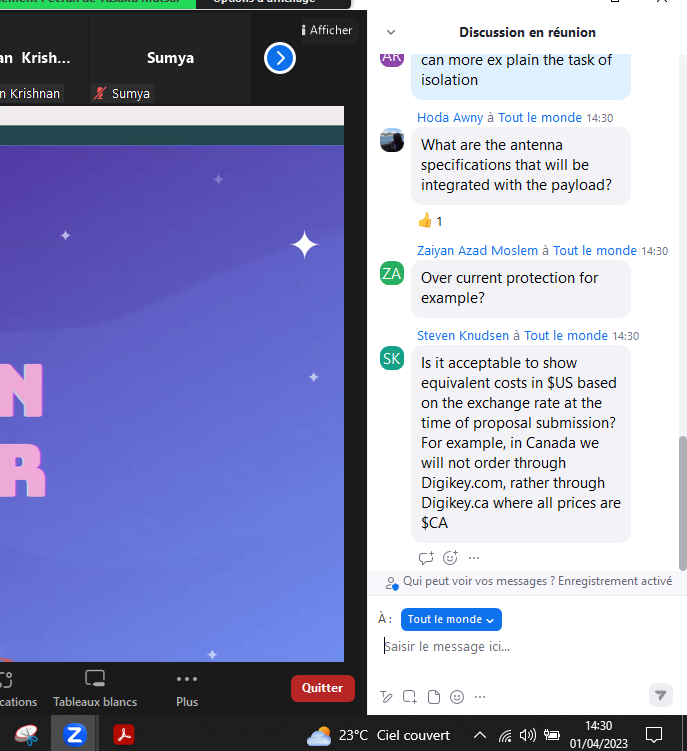 Options d'affichage
Afficher
an Krish...
Sumya
n Krishnan
Sumya
N
R
cations
Tableaux blancs
Plus
Quitter
Discussion en réunion
AR
can more ex plain the task of
isolation
Hoda Awny à Tout le monde 14:30
What are the antenna
specifications that will be
integrated with the payload?
👍 1
Zaiyan Azad Moslem à Tout le monde 14:30
ZA
Over current protection for
example?
Steven Knudsen à Tout le monde 14:30
SK
Is it acceptable to show
equivalent costs in $US based
on the exchange rate at the
time of proposal submission?
For example, in Canada we
will not order through
Digikey.com, rather through
Digikey.ca where all prices are
$CA
Qui peut voir vos messages ? Enregistrement activé
À :
Tout le monde
Saisir le message ici...
Z
23°C Ciel couvert
14:30
01/04/2023